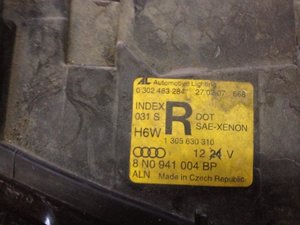 AL Automotive Lighting
0 302 483 284 27.02.07 668
INDEX R DOT
031 S SAE-XENON
H6W
1 305 630 310
12 24 V
8 N0 941 004 BP
ALN Made in Czech Republic